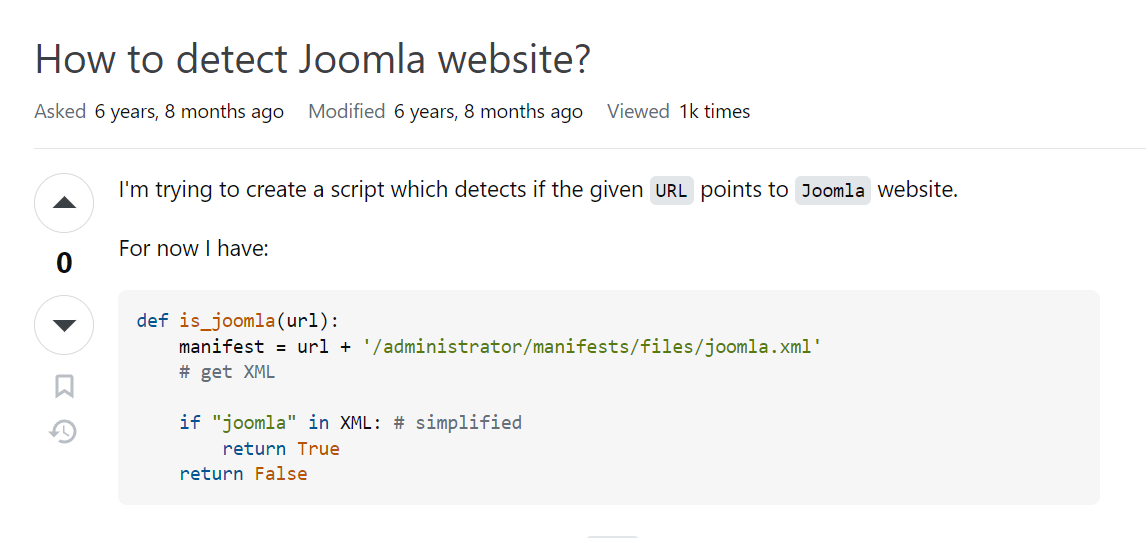 How to detect Joomla website?
Asked 6 years, 8 months ago Modified 6 years, 8 months ago Viewed 1k times
I'm trying to create a script which detects if the given URL points to Joomla website.
0
For now I have:
def is_joomla(url):
    manifest = url + '/administrator/manifests/files/joomla.xml'
    # get XML
    if "joomla" in XML: # simplified
        return True
    return False